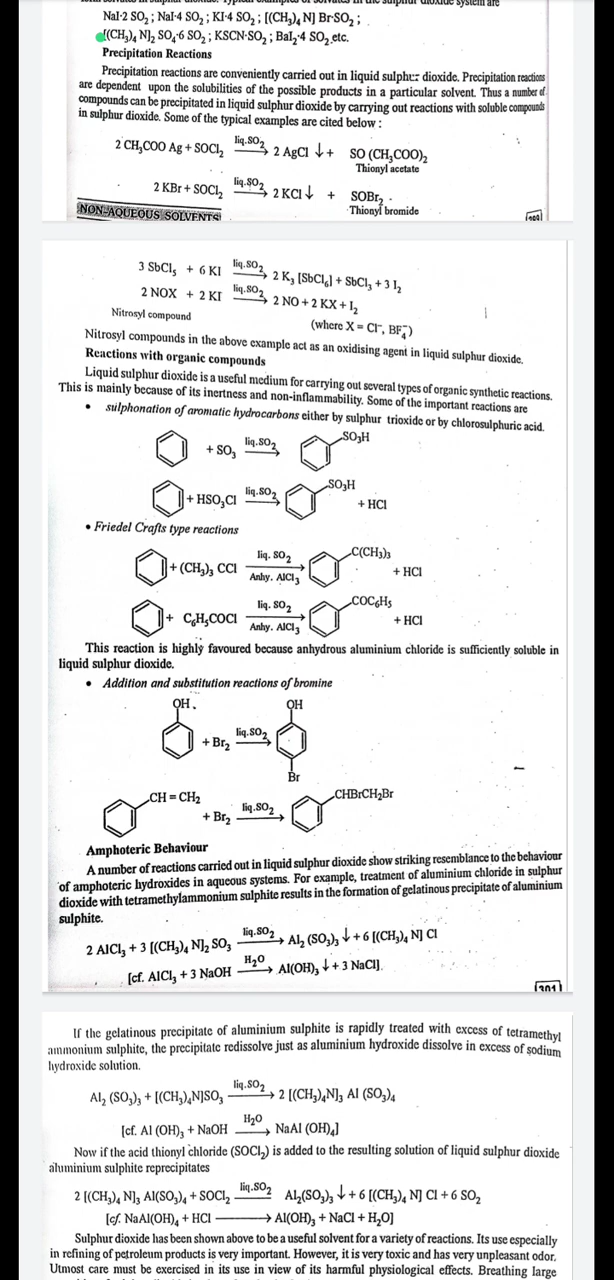 NaI·2 SO₂ ; NaI·4 SO₂ ; KI·4 SO₂ ; [(CH₃)₄ N] Br·SO₂ ;
[(CH₃)₄ N]₂ SO₄·6 SO₂ ; KSCN·SO₂ ; BaI₂·4 SO₂ etc.
Precipitation Reactions
Precipitation reactions are conveniently carried out in liquid sulphur dioxide. Precipitation reactions
are dependent upon the solubilities of the possible products in a particular solvent. Thus a number of
compounds can be precipitated in liquid sulphur dioxide by carrying out reactions with soluble compounds
in sulphur dioxide. Some of the typical examples are cited below :
2 CH₃COO Ag + SOCl₂ liq.SO₂ → 2 AgCl ↓ + SO (CH₃COO)₂
Thionyl acetate
2 KBr + SOCl₂ liq.SO₂ → 2 KCl ↓ + SOBr₂
Thionyl bromide
NON-AQUEOUS SOLVENTS
3 SbCl₅ + 6 KI liq.SO₂ → 2 K₃ [SbCl₆] + SbCl₃ + 3 I₂
2 NOX + 2 KI liq.SO₂ → 2 NO + 2 KX + I₂
Nitrosyl compound (where X = Cl⁻, BF₄⁻)
Nitrosyl compounds in the above example act as an oxidising agent in liquid sulphur dioxide.
Reactions with organic compounds
Liquid sulphur dioxide is a useful medium for carrying out several types of organic synthetic reactions.
This is mainly because of its inertness and non-inflammability. Some of the important reactions are
• sulphonation of aromatic hydrocarbons either by sulphur trioxide or by chlorosulphuric acid.
+ SO₃ liq.SO₂ → SO₃H
+ HSO₃Cl liq.SO₂ → SO₃H + HCl
• Friedel Crafts type reactions
+ (CH₃)₃ CCl liq. SO₂ → Anhy. AlCl₃ C(CH₃)₃ + HCl
+ C₆H₅COCl liq. SO₂ → Anhy. AlCl₃ COC₆H₅ + HCl
This reaction is highly favoured because anhydrous aluminium chloride is sufficiently soluble in
liquid sulphur dioxide.
• Addition and substitution reactions of bromine
OH OH
+ Br₂ liq.SO₂ →
Br
CH = CH₂ CHBrCH₂Br
+ Br₂ liq.SO₂ →
Amphoteric Behaviour
A number of reactions carried out in liquid sulphur dioxide show striking resemblance to the behaviour
of amphoteric hydroxides in aqueous systems. For example, treatment of aluminium chloride in sulphur
dioxide with tetramethylammonium sulphite results in the formation of gelatinous precipitate of aluminium
sulphite.
2 AlCl₃ + 3 [(CH₃)₄ N]₂ SO₃ liq.SO₂ → Al₂ (SO₃)₃ ↓ + 6 [(CH₃)₄ N] Cl
[cf. AlCl₃ + 3 NaOH H₂O → Al(OH)₃ ↓ + 3 NaCl].
301
If the gelatinous precipitate of aluminium sulphite is rapidly treated with excess of tetramethyl
ammonium sulphite, the precipitate redissolve just as aluminium hydroxide dissolve in excess of sodium
hydroxide solution.
Al₂ (SO₃)₃ + [(CH₃)₄N]SO₃ liq.SO₂ → 2 [(CH₃)₄N]₃ Al (SO₃)₄
[cf. Al (OH)₃ + NaOH H₂O → NaAl (OH)₄]
Now if the acid thionyl chloride (SOCl₂) is added to the resulting solution of liquid sulphur dioxide
aluminium sulphite reprecipitates
2 [(CH₃)₄ N]₃ Al(SO₃)₄ + SOCl₂ liq.SO₂ Al₂(SO₃)₃ ↓ + 6 [(CH₃)₄ N] Cl + 6 SO₂
[cf. NaAl(OH)₄ + HCl → Al(OH)₃ + NaCl + H₂O]
Sulphur dioxide has been shown above to be a useful solvent for a variety of reactions. Its use especially
in refining of petroleum products is very important. However, it is very toxic and has very unpleasant odor.
Utmost care must be exercised in its use in view of its harmful physiological effects. Breathing large